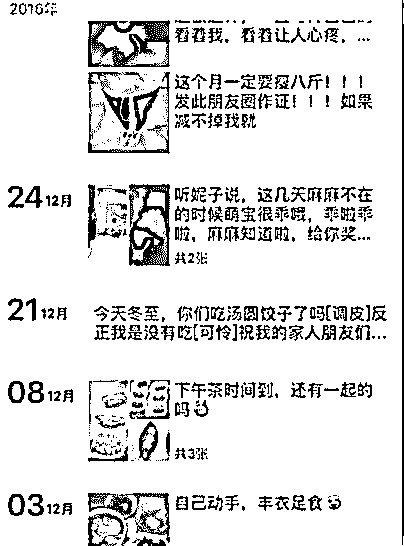 2016年
看着我，看着让人心疼，...
这个月一定要瘦八斤！！！
发此朋友圈作证！！！如果
减不掉我就
24 12月
听妮子说，这几天麻麻不在
的时候萌宝很乖哦，乖啦乖
啦，麻麻知道啦，给你奖...
共2张
21 12月
今天冬至，你们吃汤圆饺子了吗[调皮]反
正我是没有吃[可怜]祝我的家人朋友们...
08 12月
下午茶时间到，还有一起的
吗
共3张
03 12月
自己动手，丰衣足食